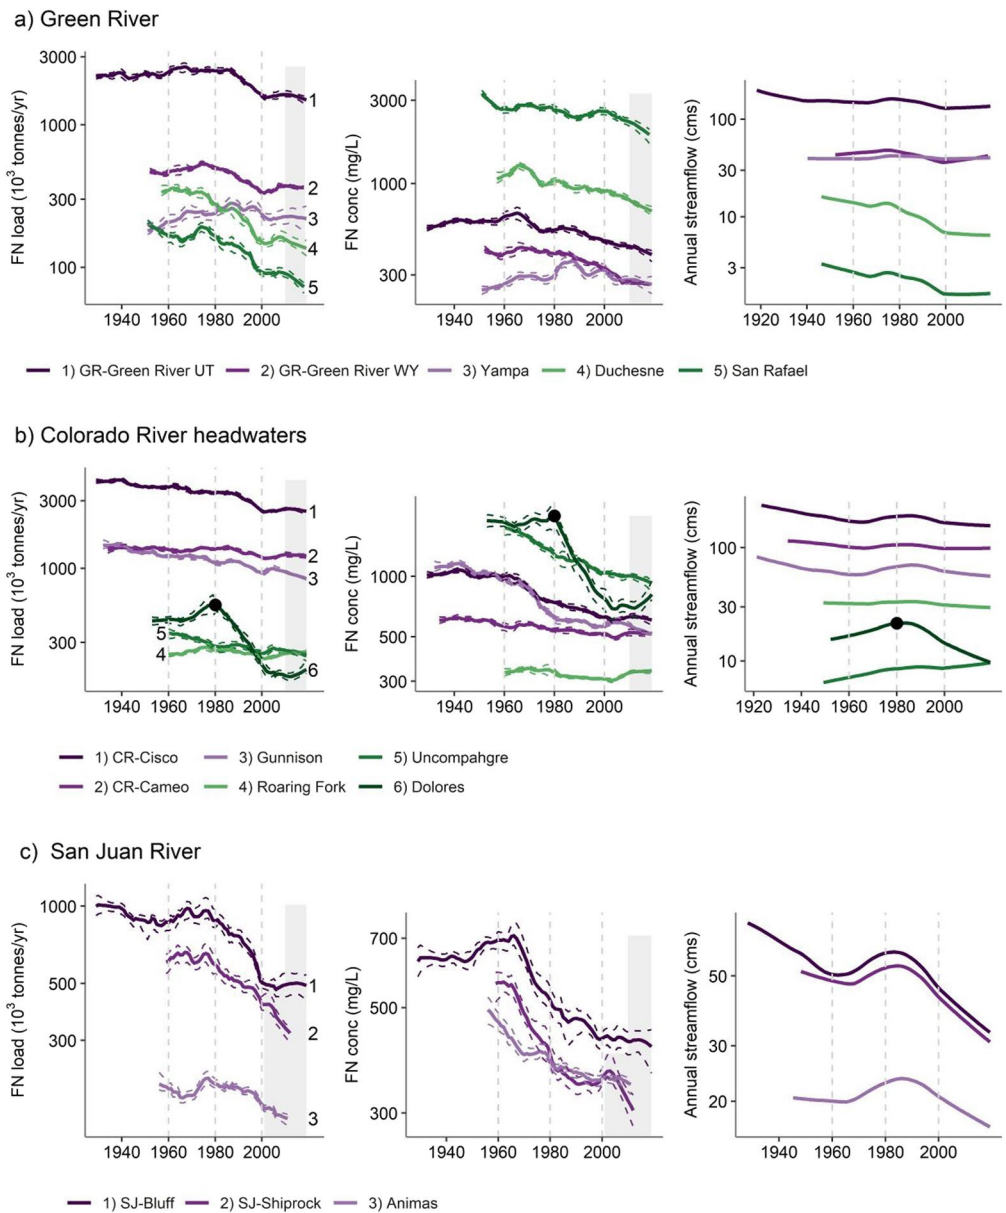 a) Green River
FN load (10³ tonnes/yr)
3000
1000
300
100
1
2
3
4
5
1940 1960 1980 2000
FN conc (mg/L)
3000
1000
300
1940 1960 1980 2000
Annual streamflow (cms)
100
30
10
3
1920 1940 1960 1980 2000
1) GR-Green River UT 2) GR-Green River WY 3) Yampa 4) Duchesne 5) San Rafael
b) Colorado River headwaters
FN load (10³ tonnes/yr)
3000
1000
300
1
2
3
5
4
6
1940 1960 1980 2000
FN conc (mg/L)
1000
500
300
1940 1960 1980 2000
Annual streamflow (cms)
100
30
10
1920 1940 1960 1980 2000
1) CR-Cisco 3) Gunnison 5) Uncompahgre
2) CR-Cameo 4) Roaring Fork 6) Dolores
c) San Juan River
FN load (10³ tonnes/yr)
1000
500
300
1
2
3
1940 1960 1980 2000
FN conc (mg/L)
700
500
300
1940 1960 1980 2000
Annual streamflow (cms)
50
30
20
1940 1960 1980 2000
1) SJ-Bluff 2) SJ-Shiprock 3) Animas